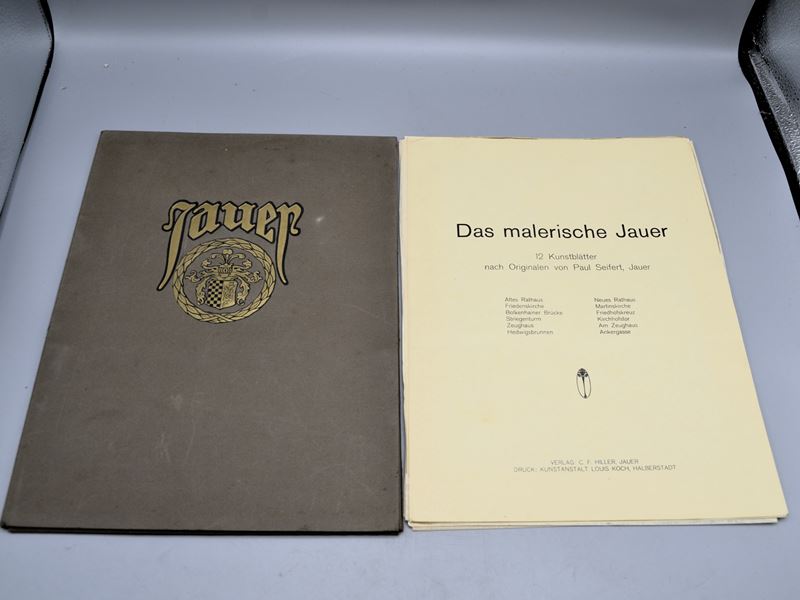 Jauer
Das malerische Jauer
12 Kunstblätter
nach Originalen von Paul Seifert, Jauer
Altes Rathaus
Friedenskirche
Bolkenhainer Brücke
Striegenturm
Zeughaus
Hedwigsbrunnen
Neues Rathaus
Martinskirche
Friedhofskreuz
Kirchhofstor
Am Zeughaus
Ankergasse
VERLAG: C. F. HILLER, JAUER
DRUCK: KUNSTANSTALT LOUIS KOCH, HALBERSTADT